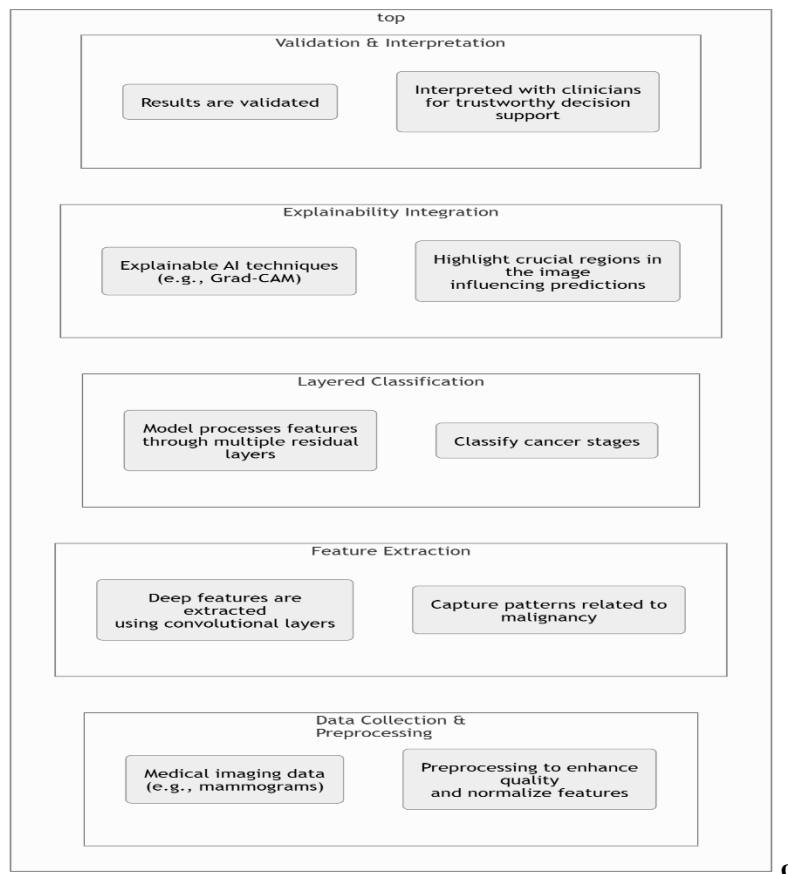 top
Validation & Interpretation
Results are validated
Interpreted with clinicians
for trustworthy decision
support
Explainability Integration
Explainable AI techniques
(e.g., Grad-CAM)
Highlight crucial regions in
the image
influencing predictions
Layered Classification
Model processes features
through multiple residual
layers
Classify cancer stages
Feature Extraction
Deep features are
extracted
using convolutional layers
Capture patterns related to
malignancy
Data Collection &
Preprocessing
Medical imaging data
(e.g., mammograms)
Preprocessing to enhance
quality
and normalize features